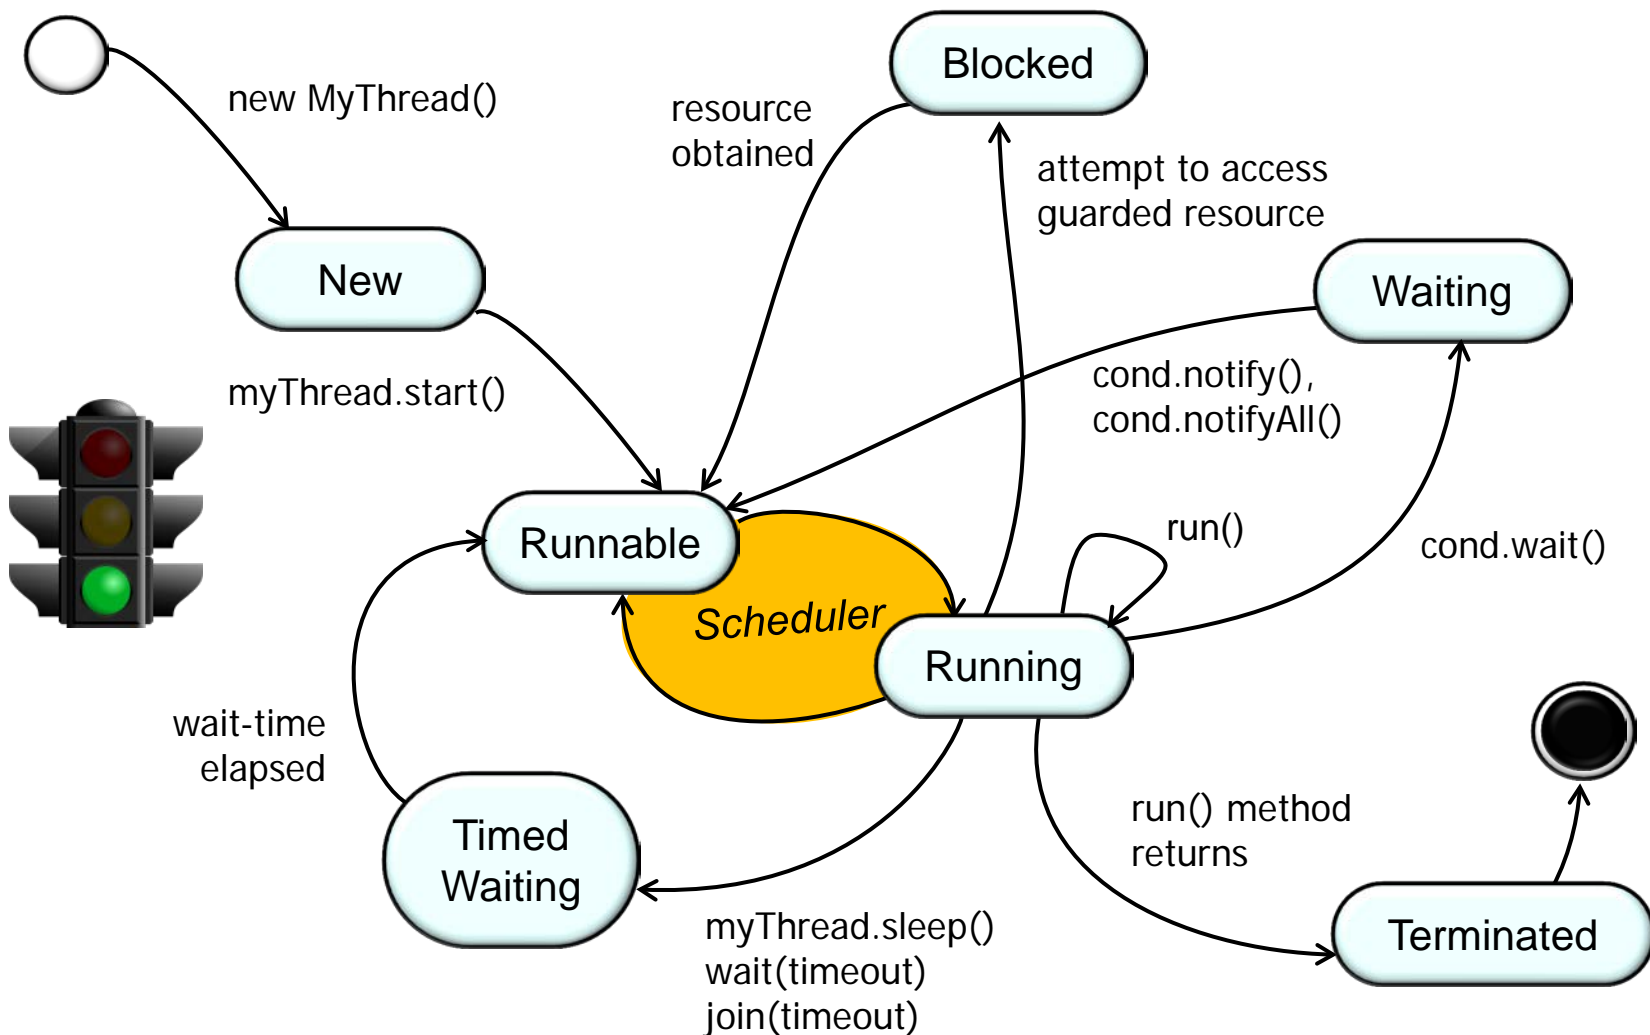 Blocked
new MyThread()
resource
obtained
attempt to access
guarded resource
New
Waiting
myThread.start()
cond.notify(),
cond.notifyAll()
Runnable
run()
cond.wait()
Scheduler
Running
wait-time
elapsed
run() method
returns
Timed
Waiting
myThread.sleep()
wait(timeout)
join(timeout)
Terminated